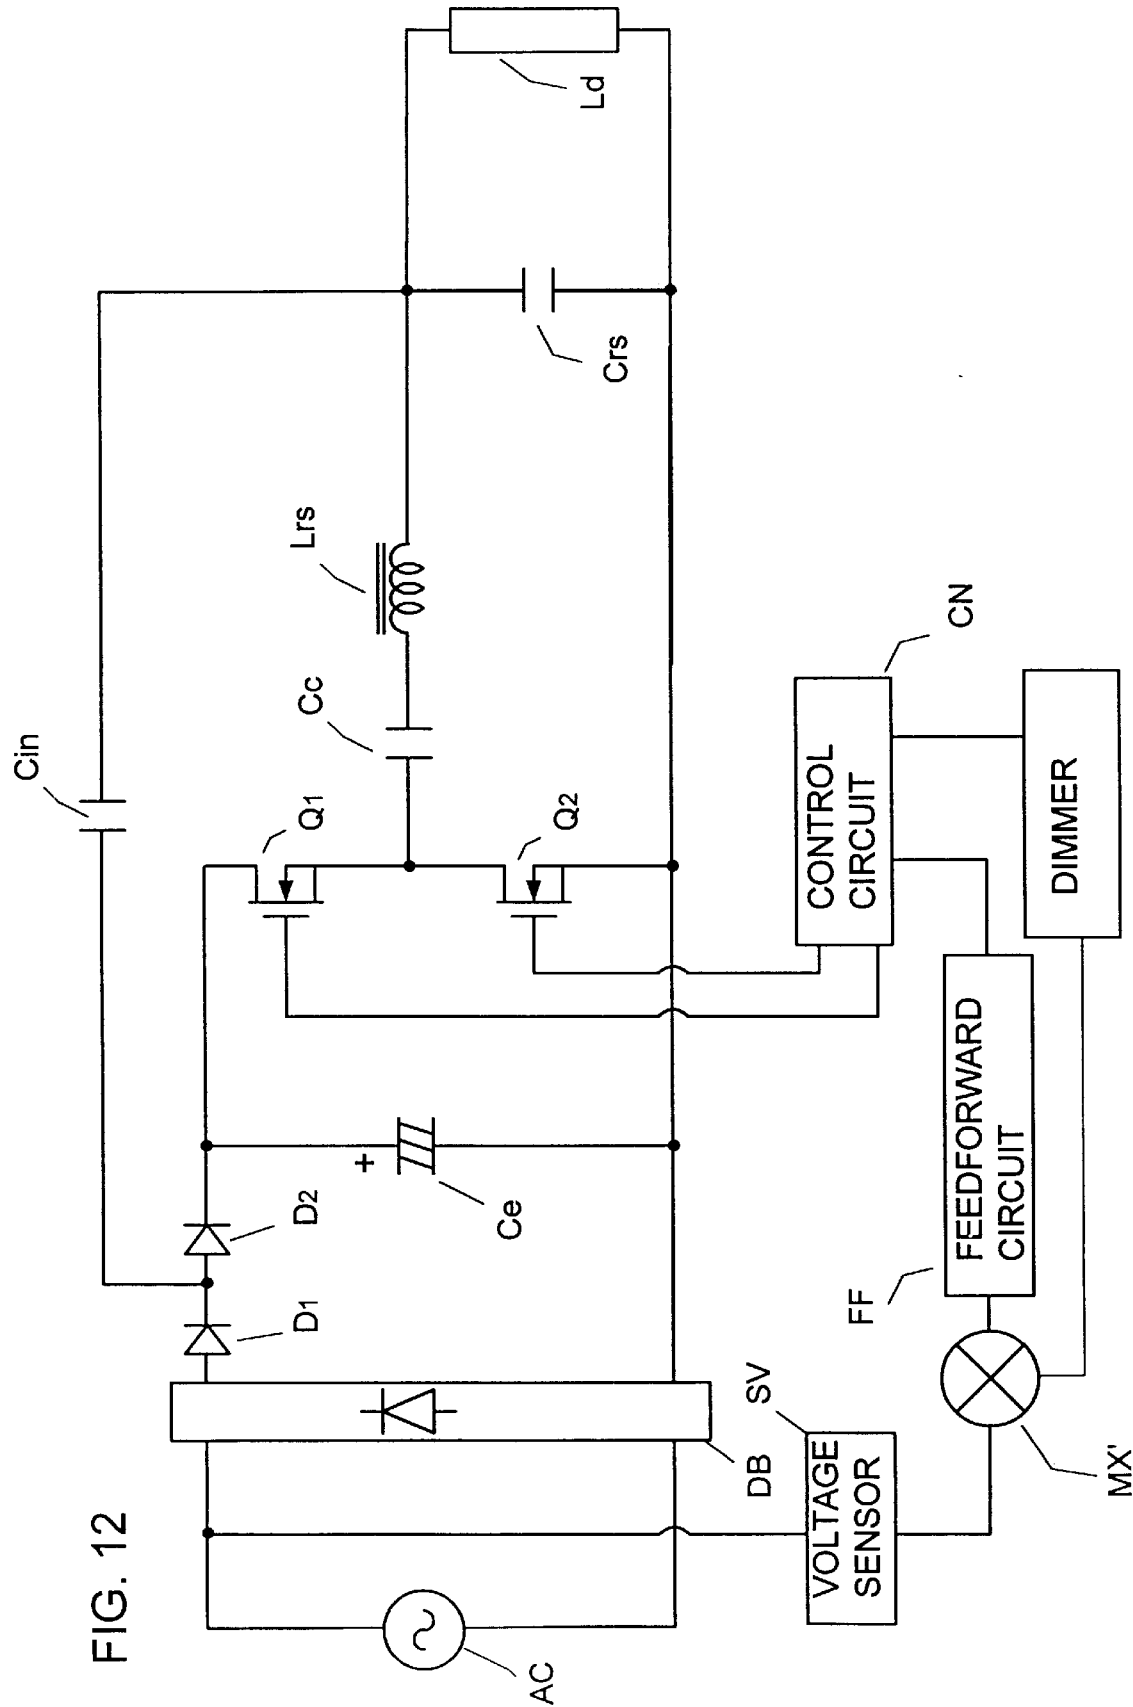 FIG. 12
Cin
D1
D2
Q1
Cc
Lrs
Ld
Q2
Crs
+
Ce
AC
DB
SV
VOLTAGE
SENSOR
MX'
FF
FEEDFORWARD
CIRCUIT
CONTROL
CIRCUIT
CN
DIMMER